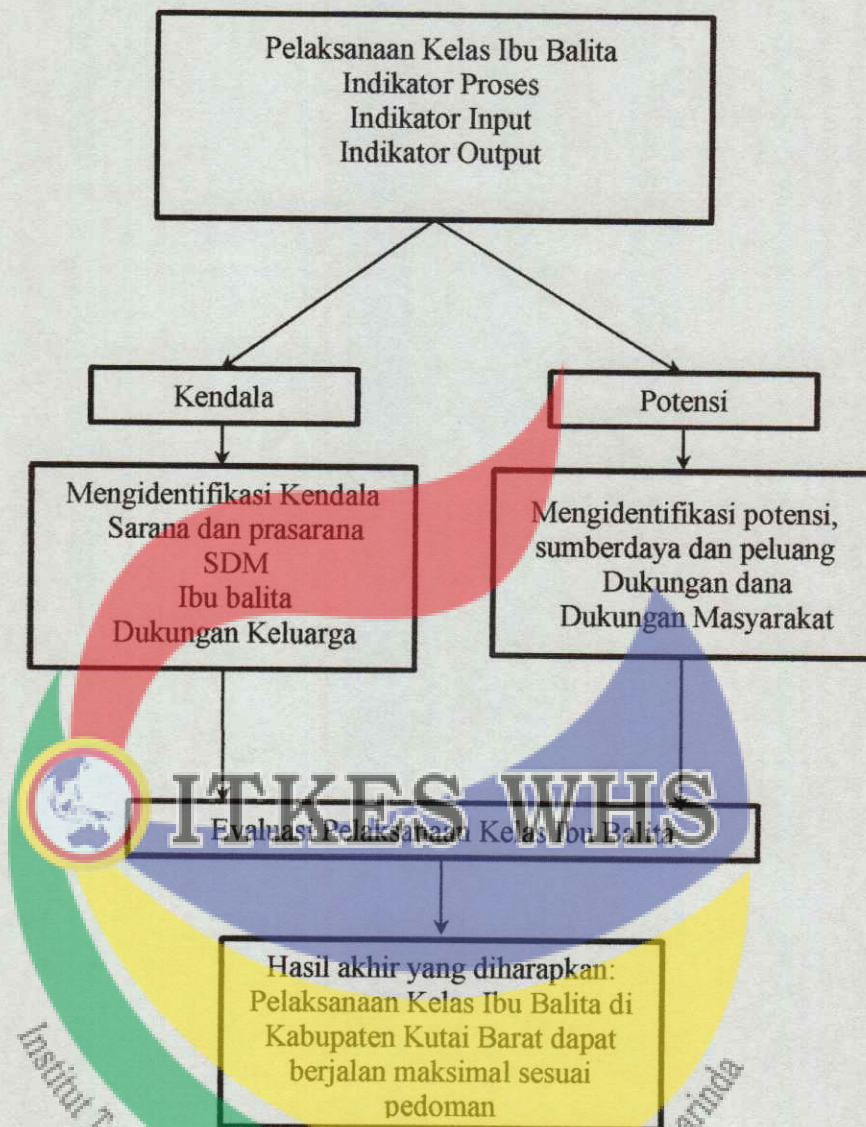 Pelaksanaan Kelas Ibu Balita
Indikator Proses
Indikator Input
Indikator Output
Kendala
Potensi
Mengidentifikasi Kendala
Sarana dan prasarana
SDM
Ibu balita
Dukungan Keluarga
Mengidentifikasi potensi,
sumberdaya dan peluang
Dukungan dana
Dukungan Masyarakat
ITKES WHS
Evaluasi Pelaksanaan Kelas Ibu Balita
Hasil akhir yang diharapkan:
Pelaksanaan Kelas Ibu Balita di
Kabupaten Kutai Barat dapat
berjalan maksimal sesuai
pedoman
Institut